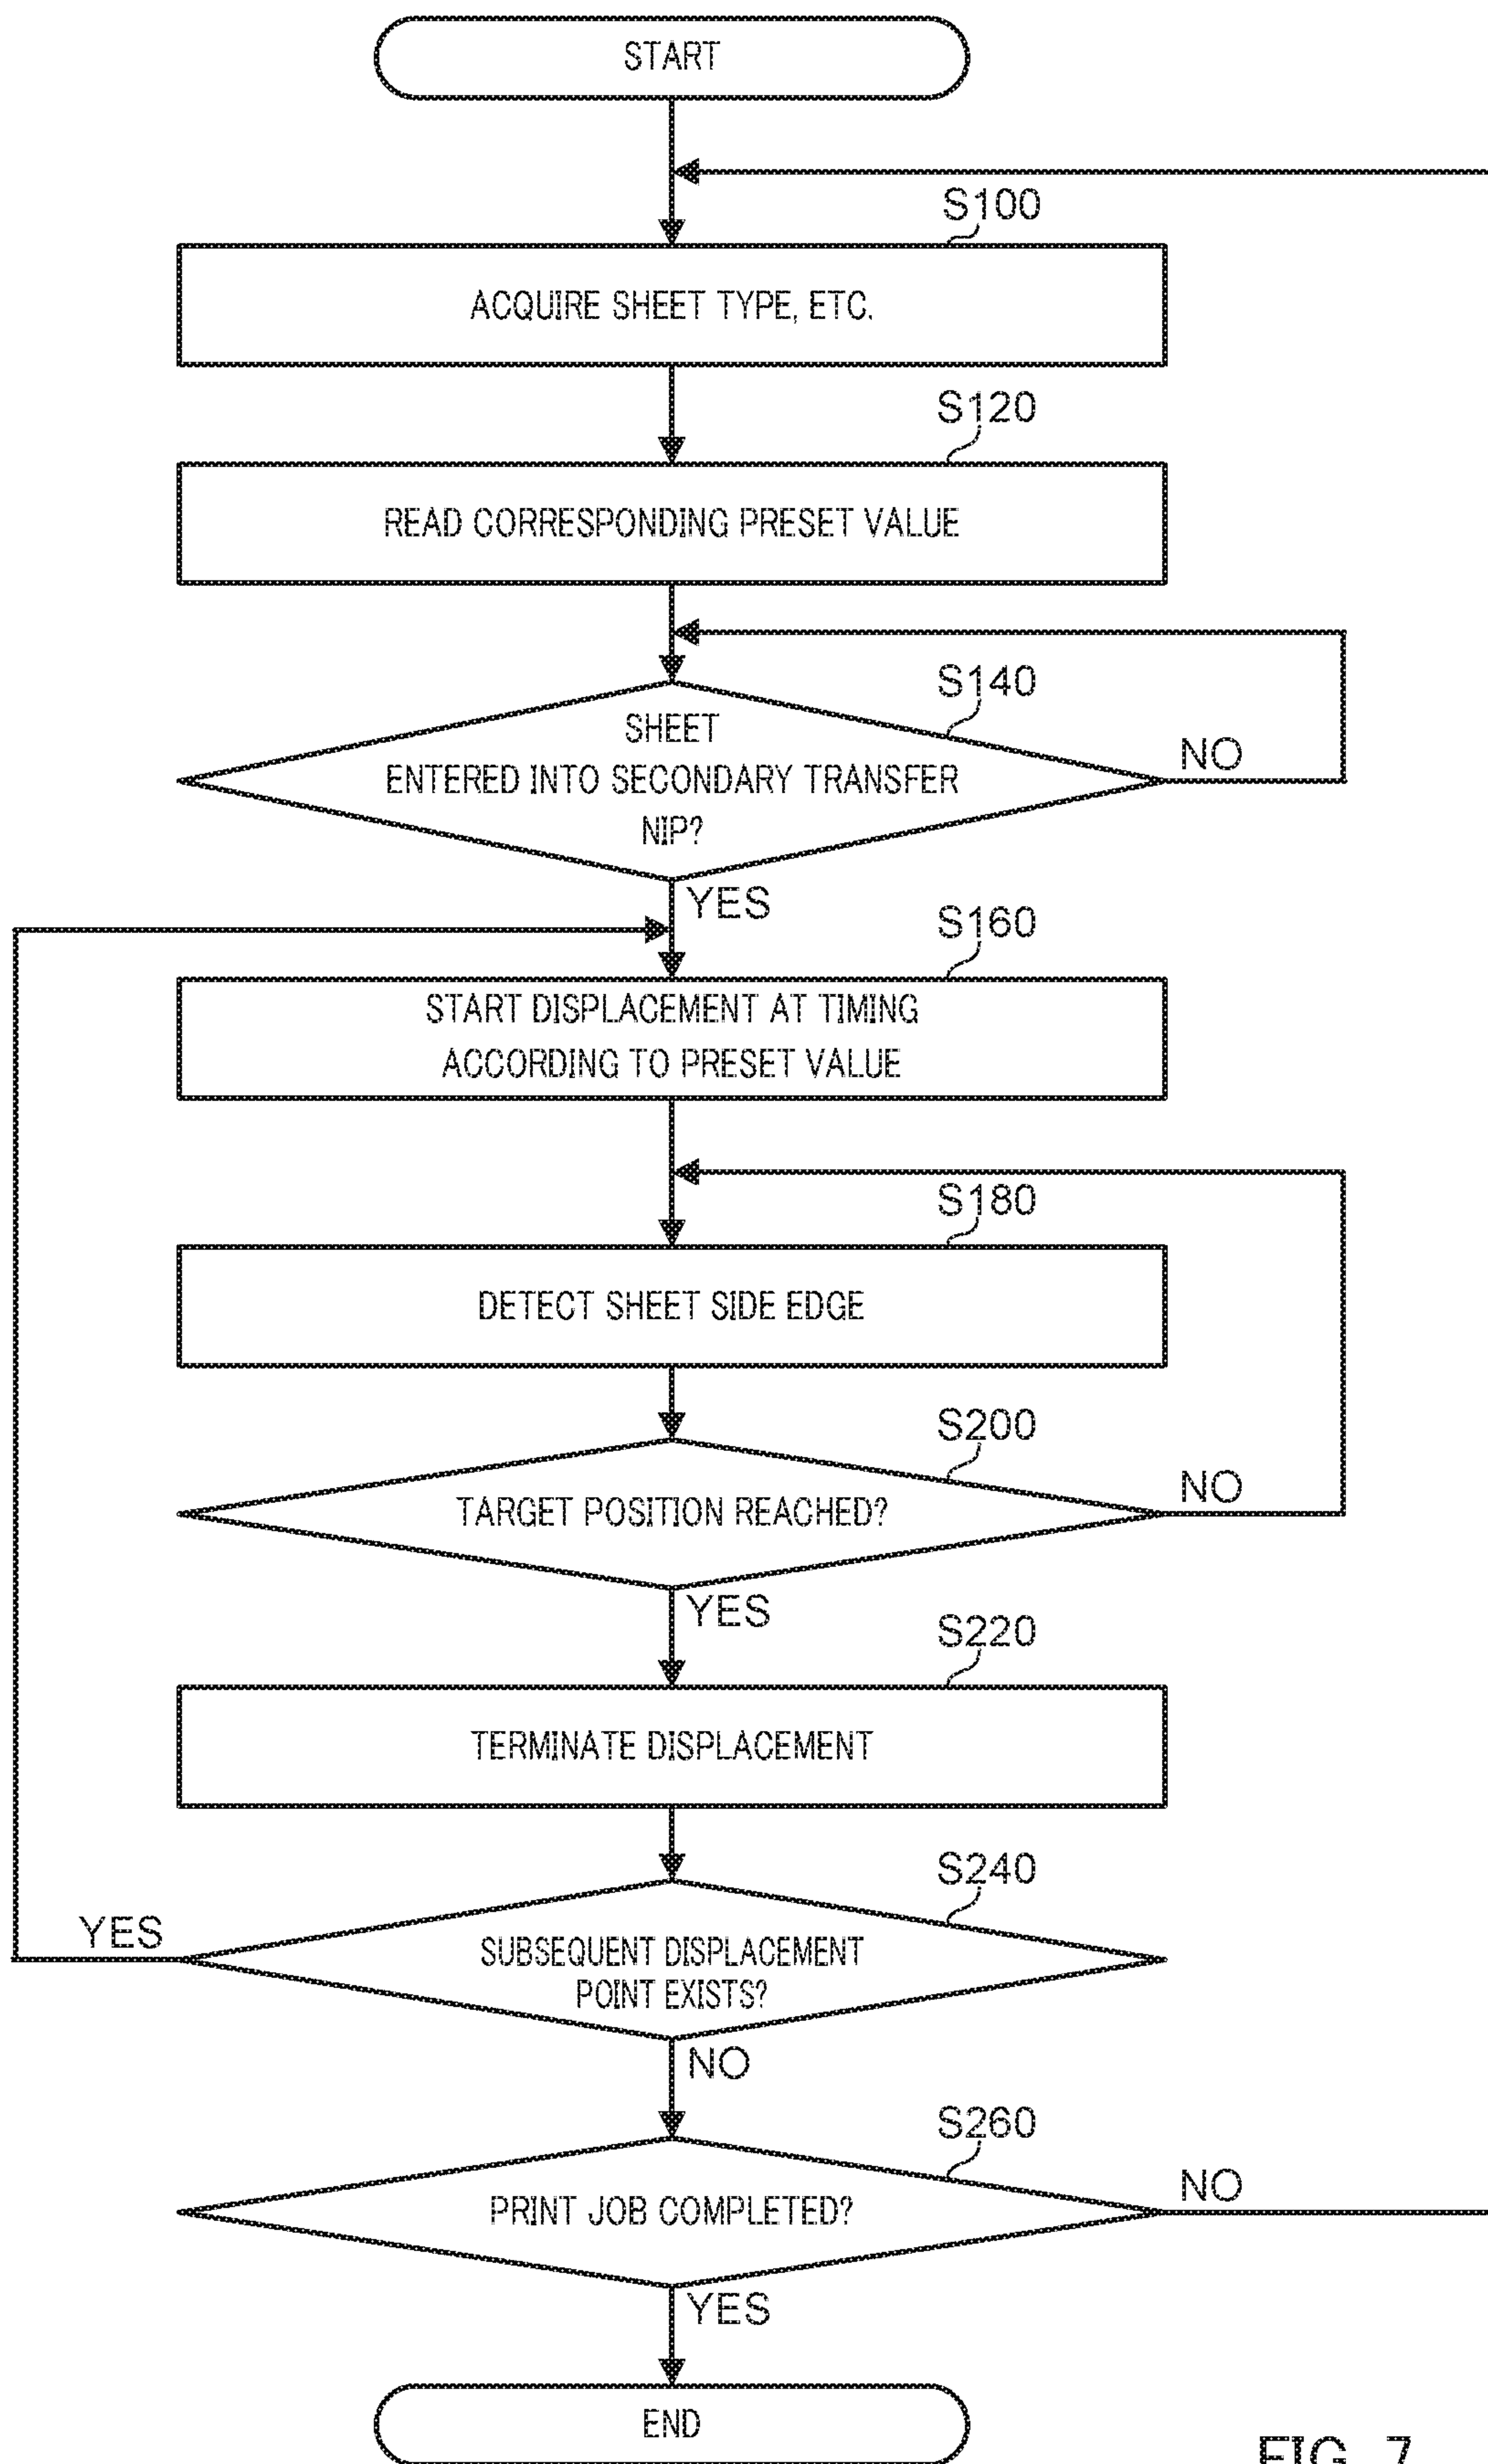 START
S100
ACQUIRE SHEET TYPE, ETC.
S120
READ CORRESPONDING PRESET VALUE
S140
SHEET
ENTERED INTO SECONDARY TRANSFER
NIP?
NO
YES
S160
START DISPLACEMENT AT TIMING
ACCORDING TO PRESET VALUE
S180
DETECT SHEET SIDE EDGE
S200
TARGET POSITION REACHED?
NO
YES
S220
TERMINATE DISPLACEMENT
S240
YES
SUBSEQUENT DISPLACEMENT
POINT EXISTS?
NO
S260
PRINT JOB COMPLETED?
NO
YES
END
FIG. 7